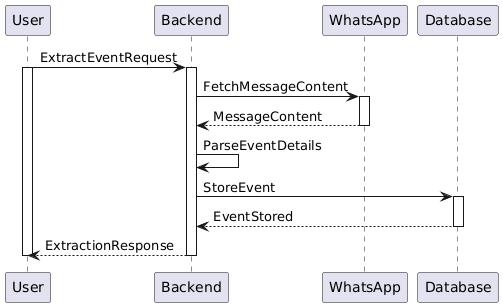 User Backend WhatsApp Database
ExtractEventRequest
FetchMessageContent
MessageContent
ParseEventDetails
StoreEvent
EventStored
ExtractionResponse
User Backend WhatsApp Database